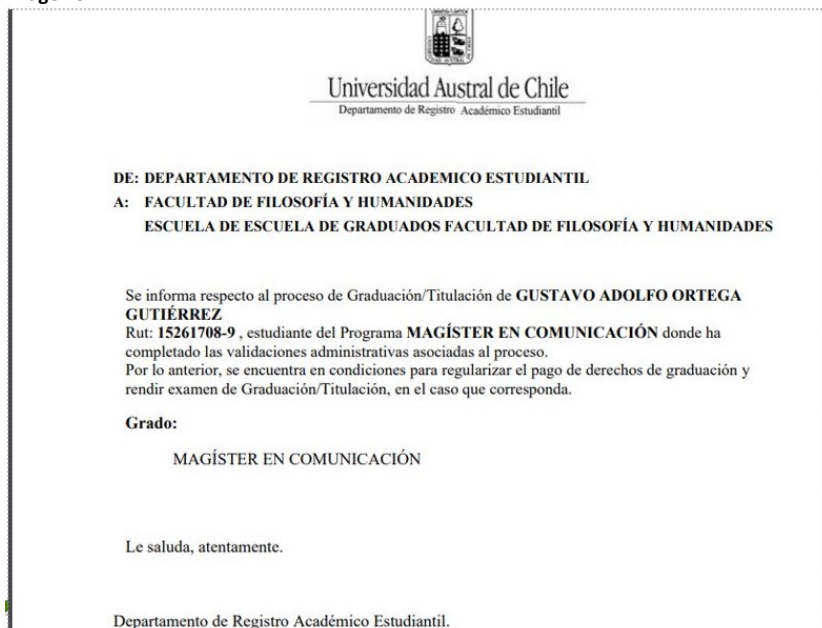 Universidad Austral de Chile
Departamento de Registro Académico Estudiantil
DE: DEPARTAMENTO DE REGISTRO ACADEMICO ESTUDIANTIL
A: FACULTAD DE FILOSOFÍA Y HUMANIDADES
ESCUELA DE ESCUELA DE GRADUADOS FACULTAD DE FILOSOFÍA Y HUMANIDADES
Se informa respecto al proceso de Graduación/Titulación de GUSTAVO ADOLFO ORTEGA
GUTIÉRREZ
Rut: 15261708-9 , estudiante del Programa MAGÍSTER EN COMUNICACIÓN donde ha
completado las validaciones administrativas asociadas al proceso.
Por lo anterior, se encuentra en condiciones para regularizar el pago de derechos de graduación y
rendir examen de Graduación/Titulación, en el caso que corresponda.
Grado:
MAGÍSTER EN COMUNICACIÓN
Le saluda, atentamente.
Departamento de Registro Académico Estudiantil.